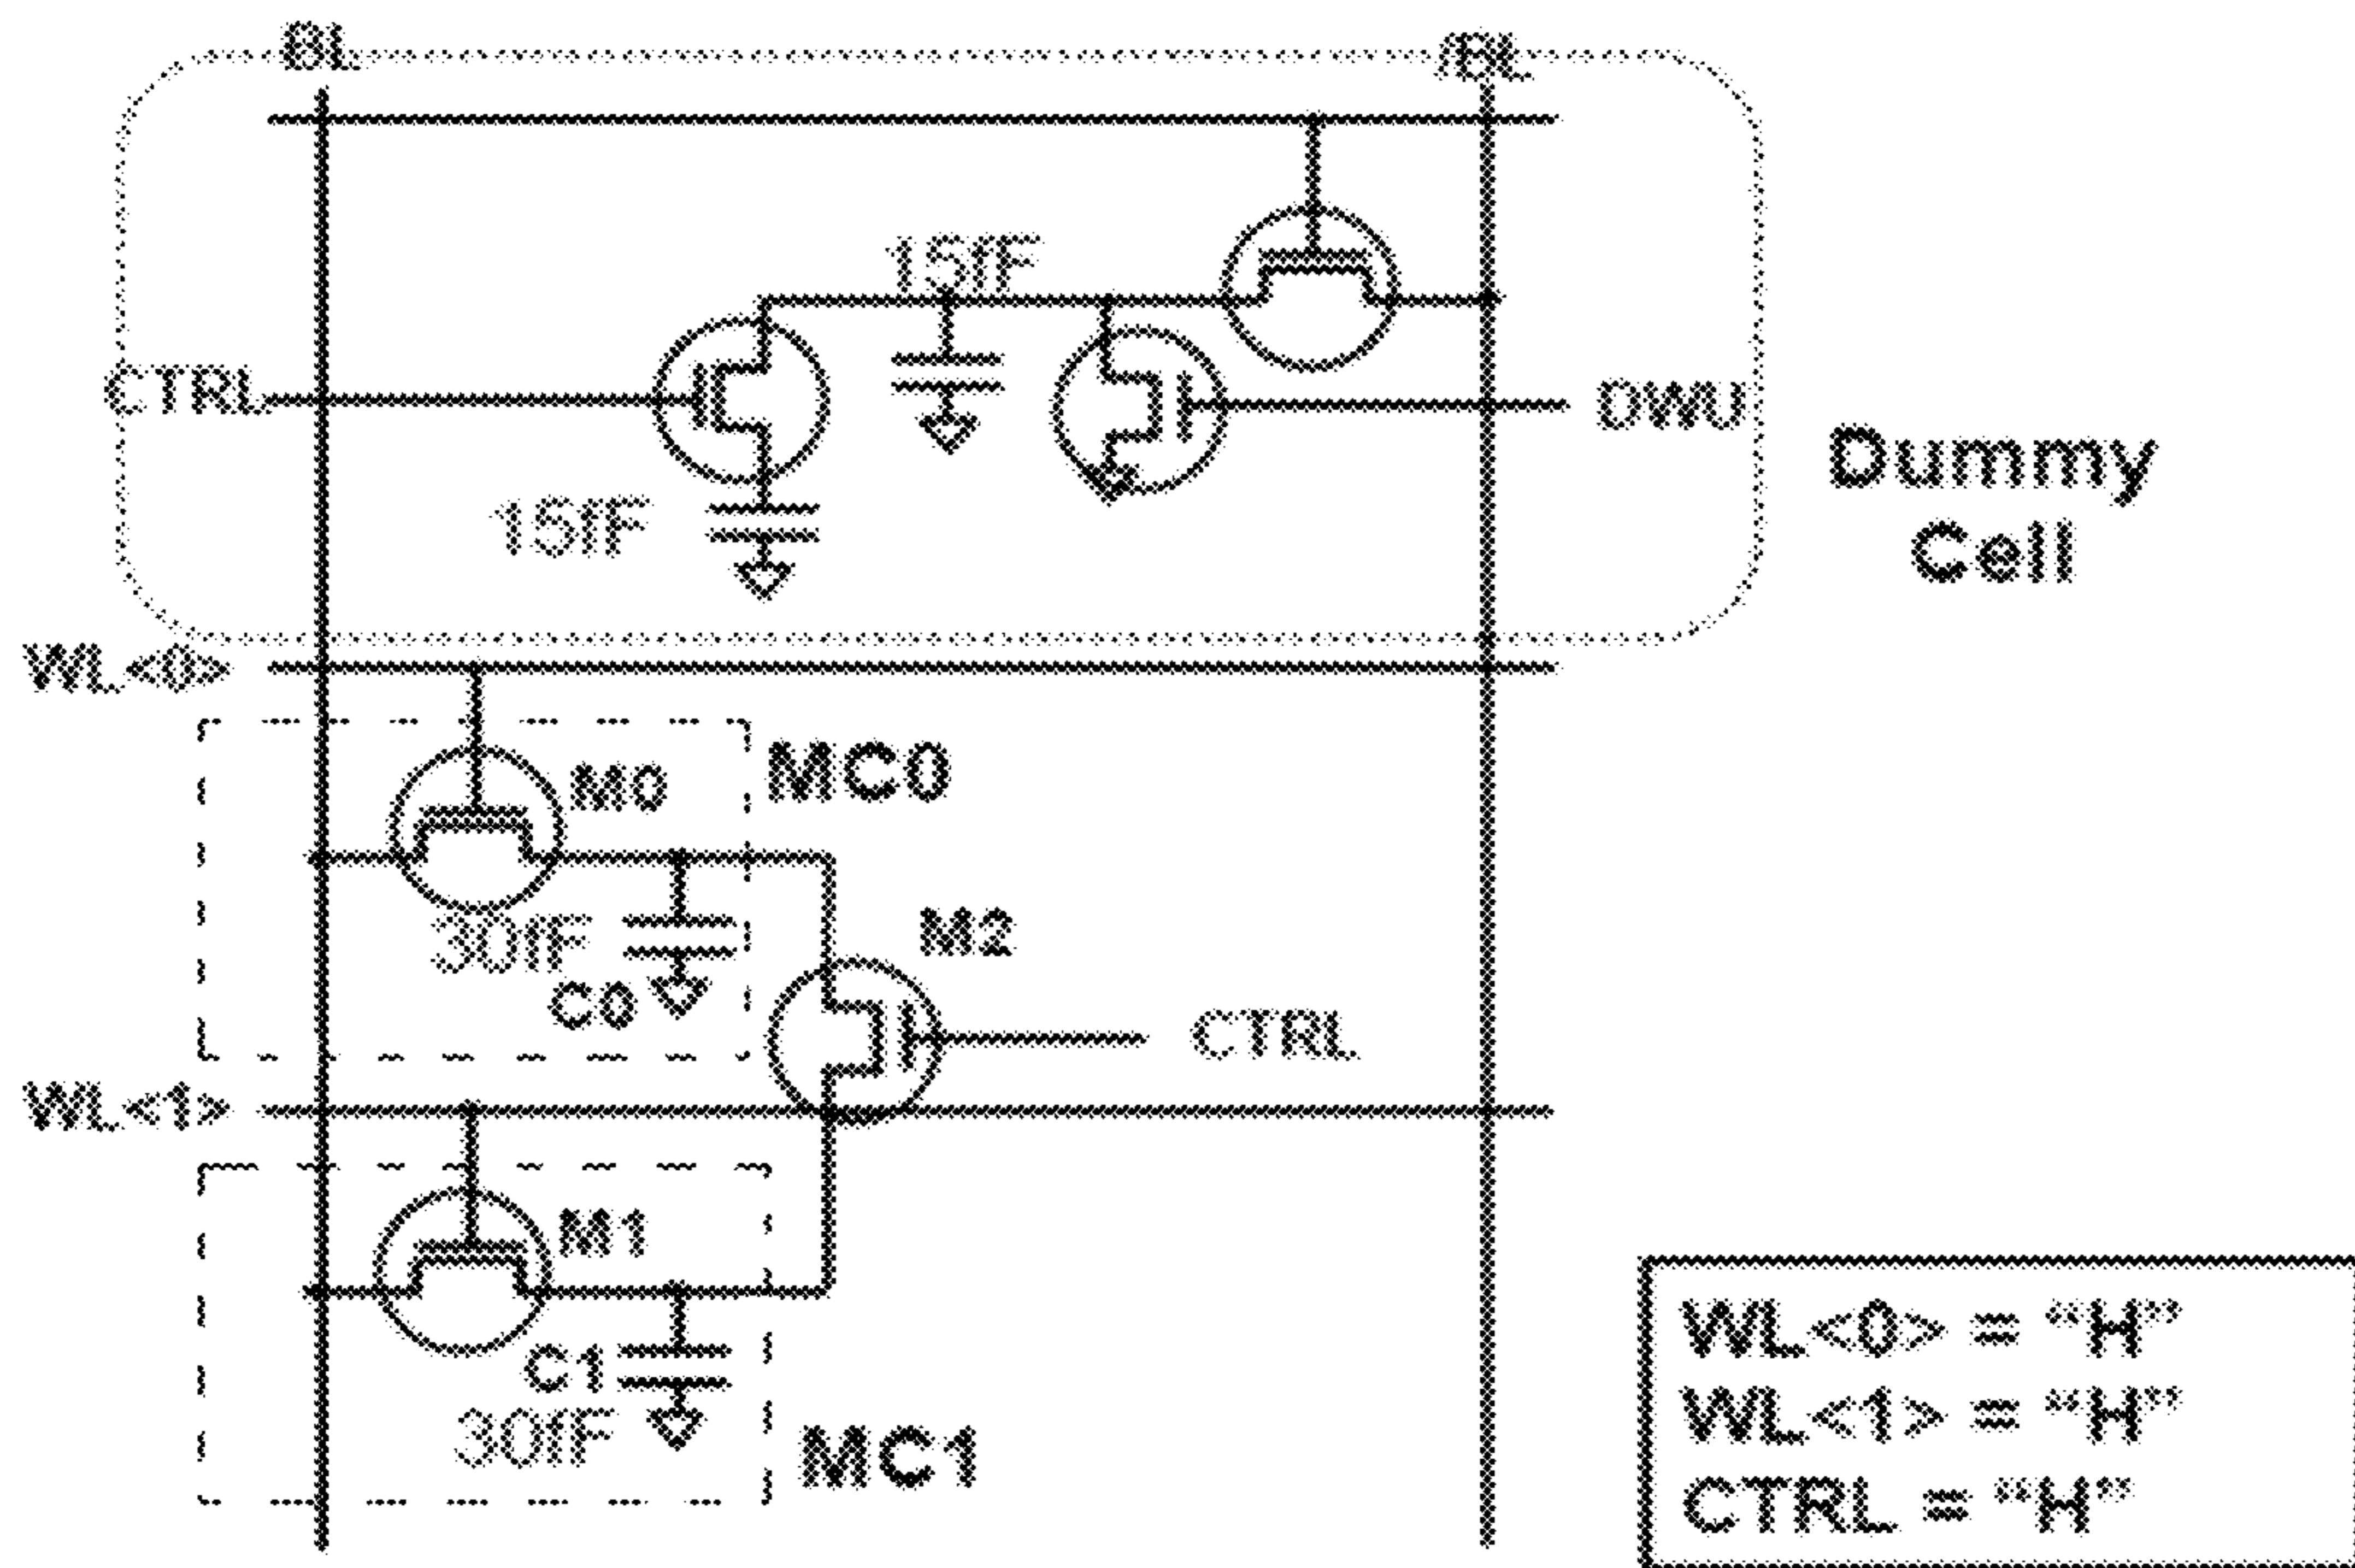 BL
/BL
15fF
CTRL
DWU
Dummy
Cell
15fF
WL<0>
M0
MC0
30fF
M2
C0
CTRL
WL<1>
M1
C1
30fF
MC1
WL<0> = “H”
WL<1> = “H”
CTRL = “H”